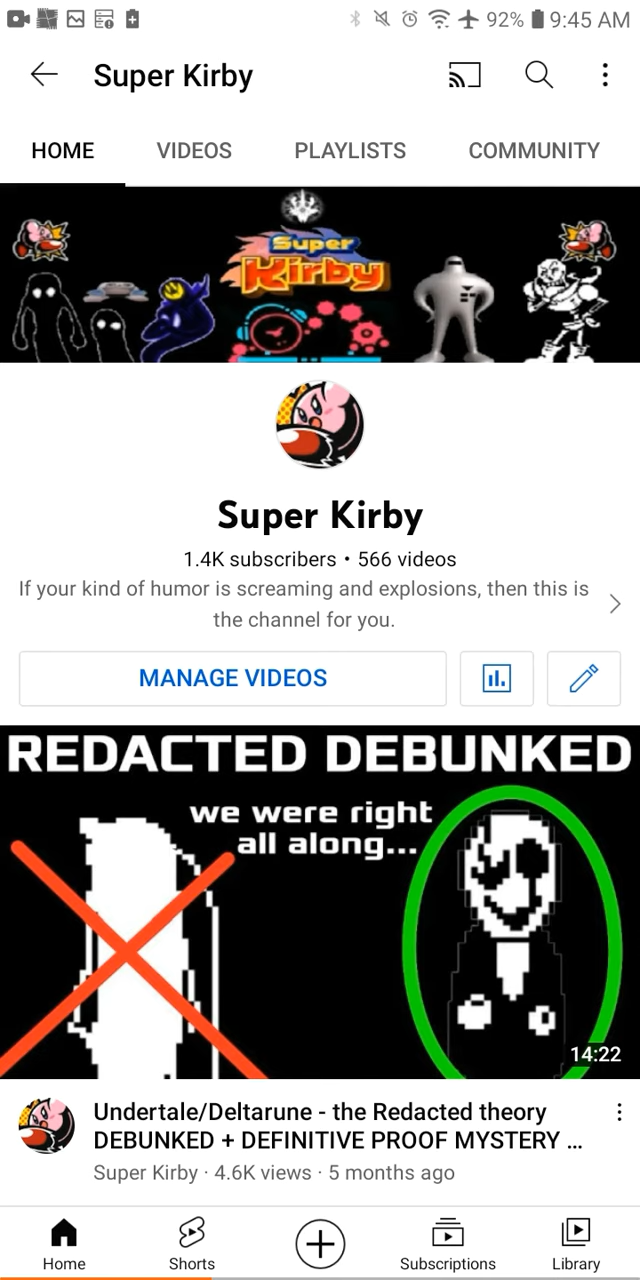 92% 9:45 AM
Super Kirby
HOME VIDEOS PLAYLISTS COMMUNITY
Super
Kirby
Super Kirby
1.4K subscribers • 566 videos
If your kind of humor is screaming and explosions, then this is
the channel for you.
MANAGE VIDEOS
REDACTED DEBUNKED
we were right
all along...
14:22
Undertale/Deltarune - the Redacted theory
DEBUNKED + DEFINITIVE PROOF MYSTERY ...
Super Kirby · 4.6K views · 5 months ago
Home Shorts Subscriptions Library